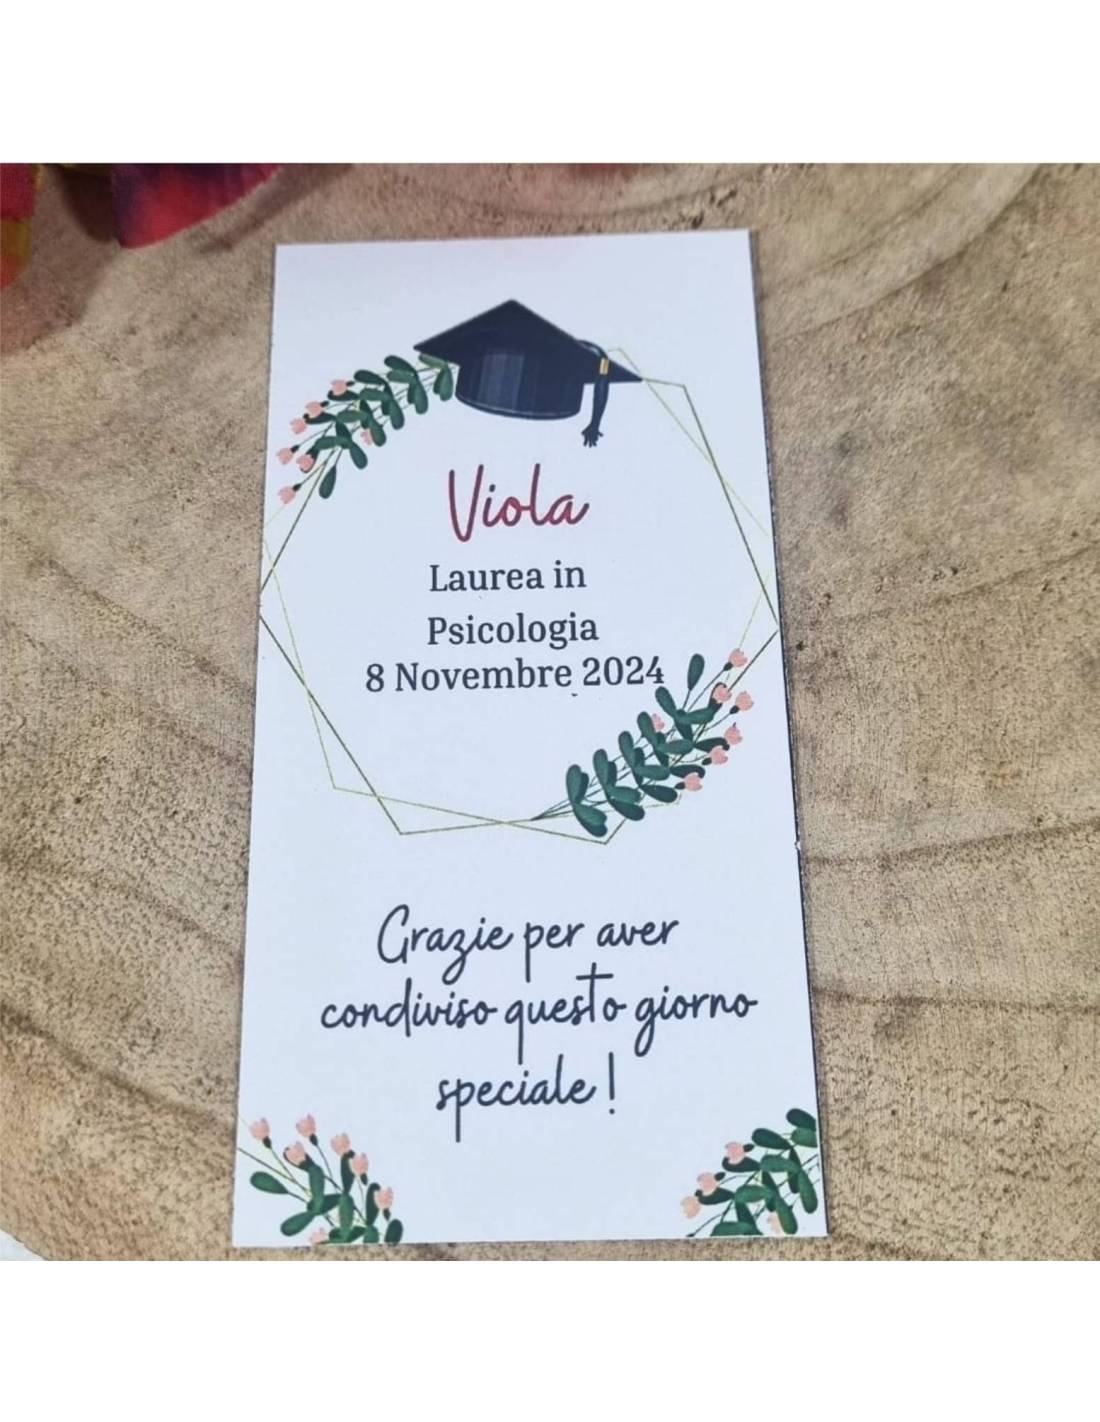 Viola
Laurea in
Psicologia
8 Novembre 2024
Grazie per aver
condiviso questo giorno
speciale!